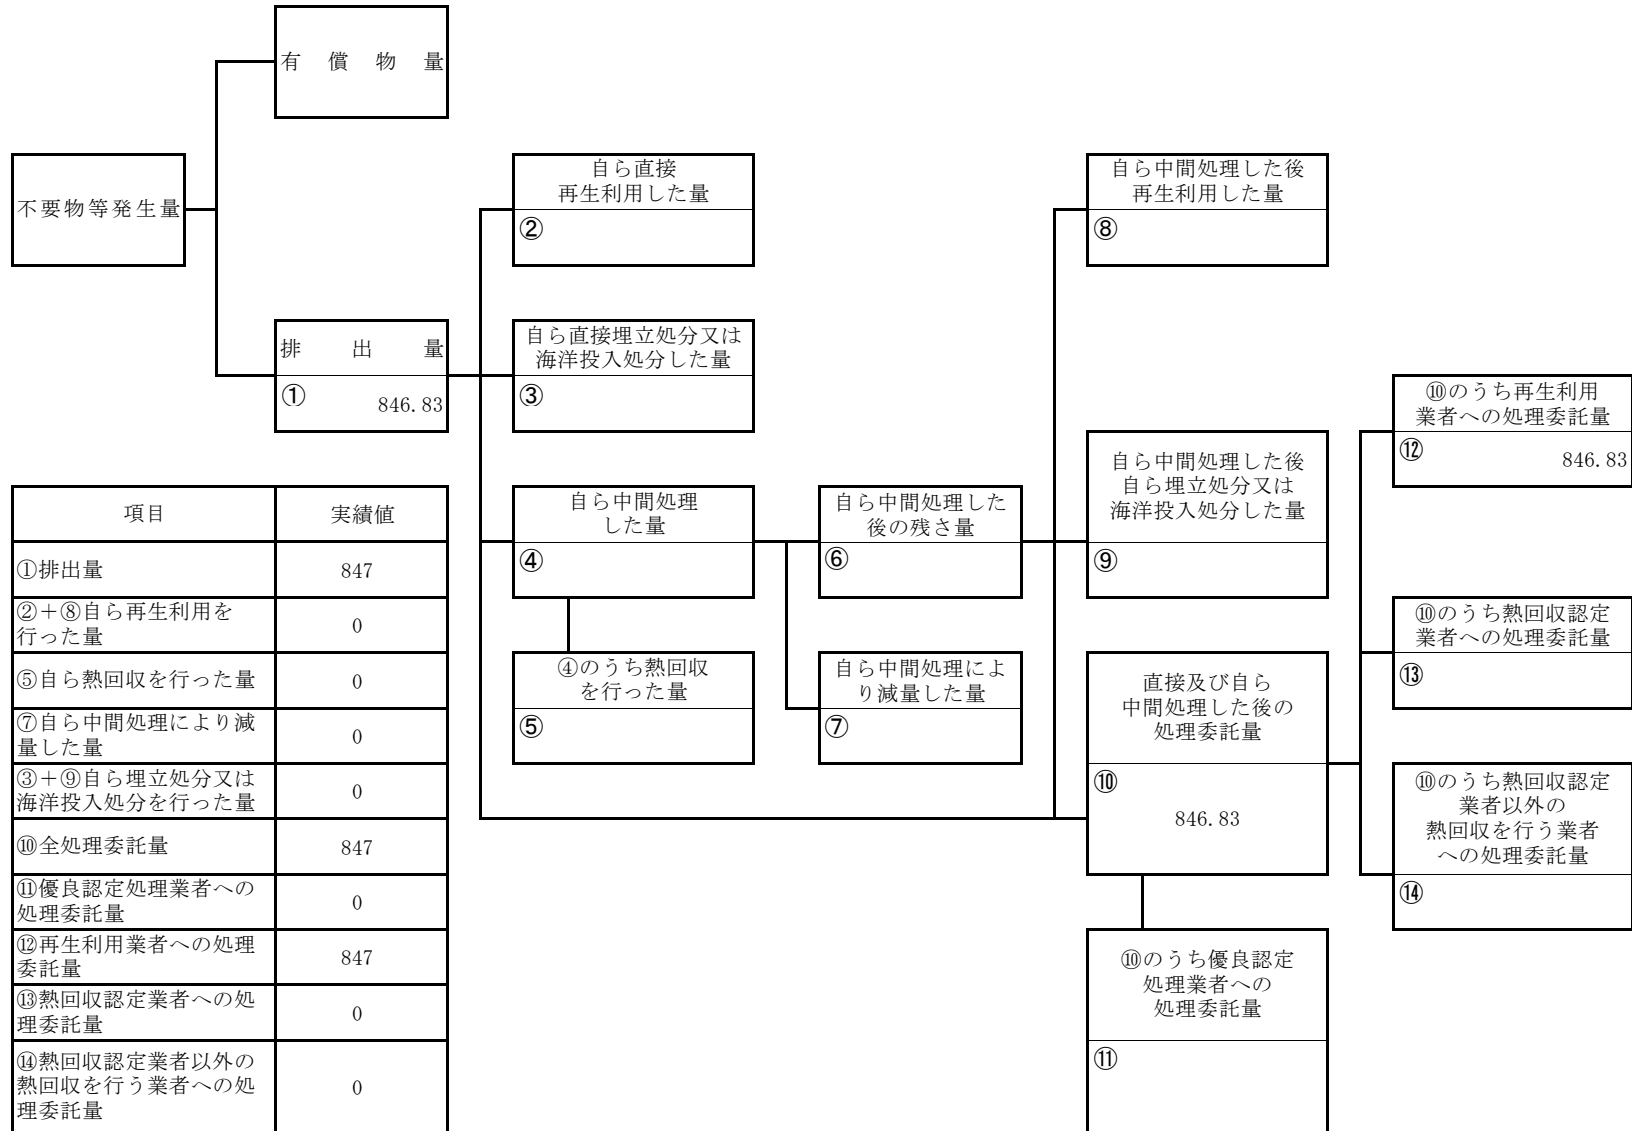 有償物量
不要物等発生量
排出量
① 846.83
自ら直接
再生利用した量
②
自ら直接埋立処分又は
海洋投入処分した量
③
自ら中間処理
した量
④
④のうち熱回収
を行った量
⑤
自ら中間処理した
後の残さ量
⑥
自ら中間処理によ
り減量した量
⑦
自ら中間処理した後
再生利用した量
⑧
自ら中間処理した後
自ら埋立処分又は
海洋投入処分した量
⑨
直接及び自ら
中間処理した後の
処理委託量
⑩
846.83
⑩のうち優良認定
処理業者への
処理委託量
⑪
⑩のうち再生利用
業者への処理委託量
⑫ 846.83
⑩のうち熱回収認定
業者への処理委託量
⑬
⑩のうち熱回収認定
業者以外の
熱回収を行う業者
への処理委託量
⑭
項目 実績値
①排出量 847
②+⑧自ら再生利用を
行った量
0
⑤自ら熱回収を行った量 0
⑦自ら中間処理により減
量した量
0
③+⑨自ら埋立処分又は
海洋投入処分を行った量
0
⑩全処理委託量 847
⑪優良認定処理業者への
処理委託量
0
⑫再生利用業者への処理
委託量
847
⑬熱回収認定業者への処
理委託量
0
⑭熱回収認定業者以外の
熱回収を行う業者への処
理委託量
0